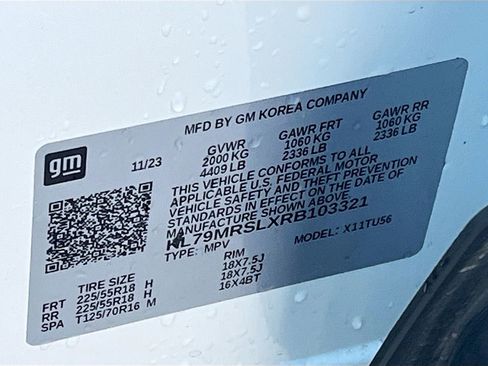 MFD BY GM KOREA COMPANY
gm
11/23
GVWR GAWR FRT GAWR RR
2000 KG 1060 KG 1060 KG
4409 LB 2336 LB 2336 LB
THIS VEHICLE CONFORMS TO ALL
APPLICABLE U.S. FEDERAL MOTOR
VEHICLE SAFETY AND THEFT PREVENTION
STANDARDS IN EFFECT ON THE DATE OF
MANUFACTURE SHOWN ABOVE
KL79MRSLXRB103321
TYPE: MPV MODEL: X11TU56
TIRE SIZE RIM
FRT 225/55R18 H 18X7.5J
RR 225/55R18 H 18X7.5J
SPA T125/70R16 M 16X4BT